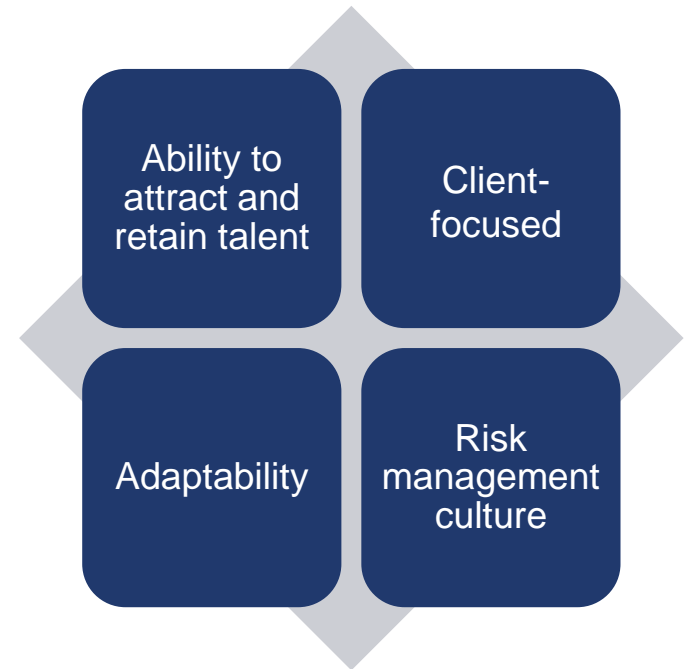 Ability to
attract and
retain talent
Client-
focused
Adaptability
Risk
management
culture